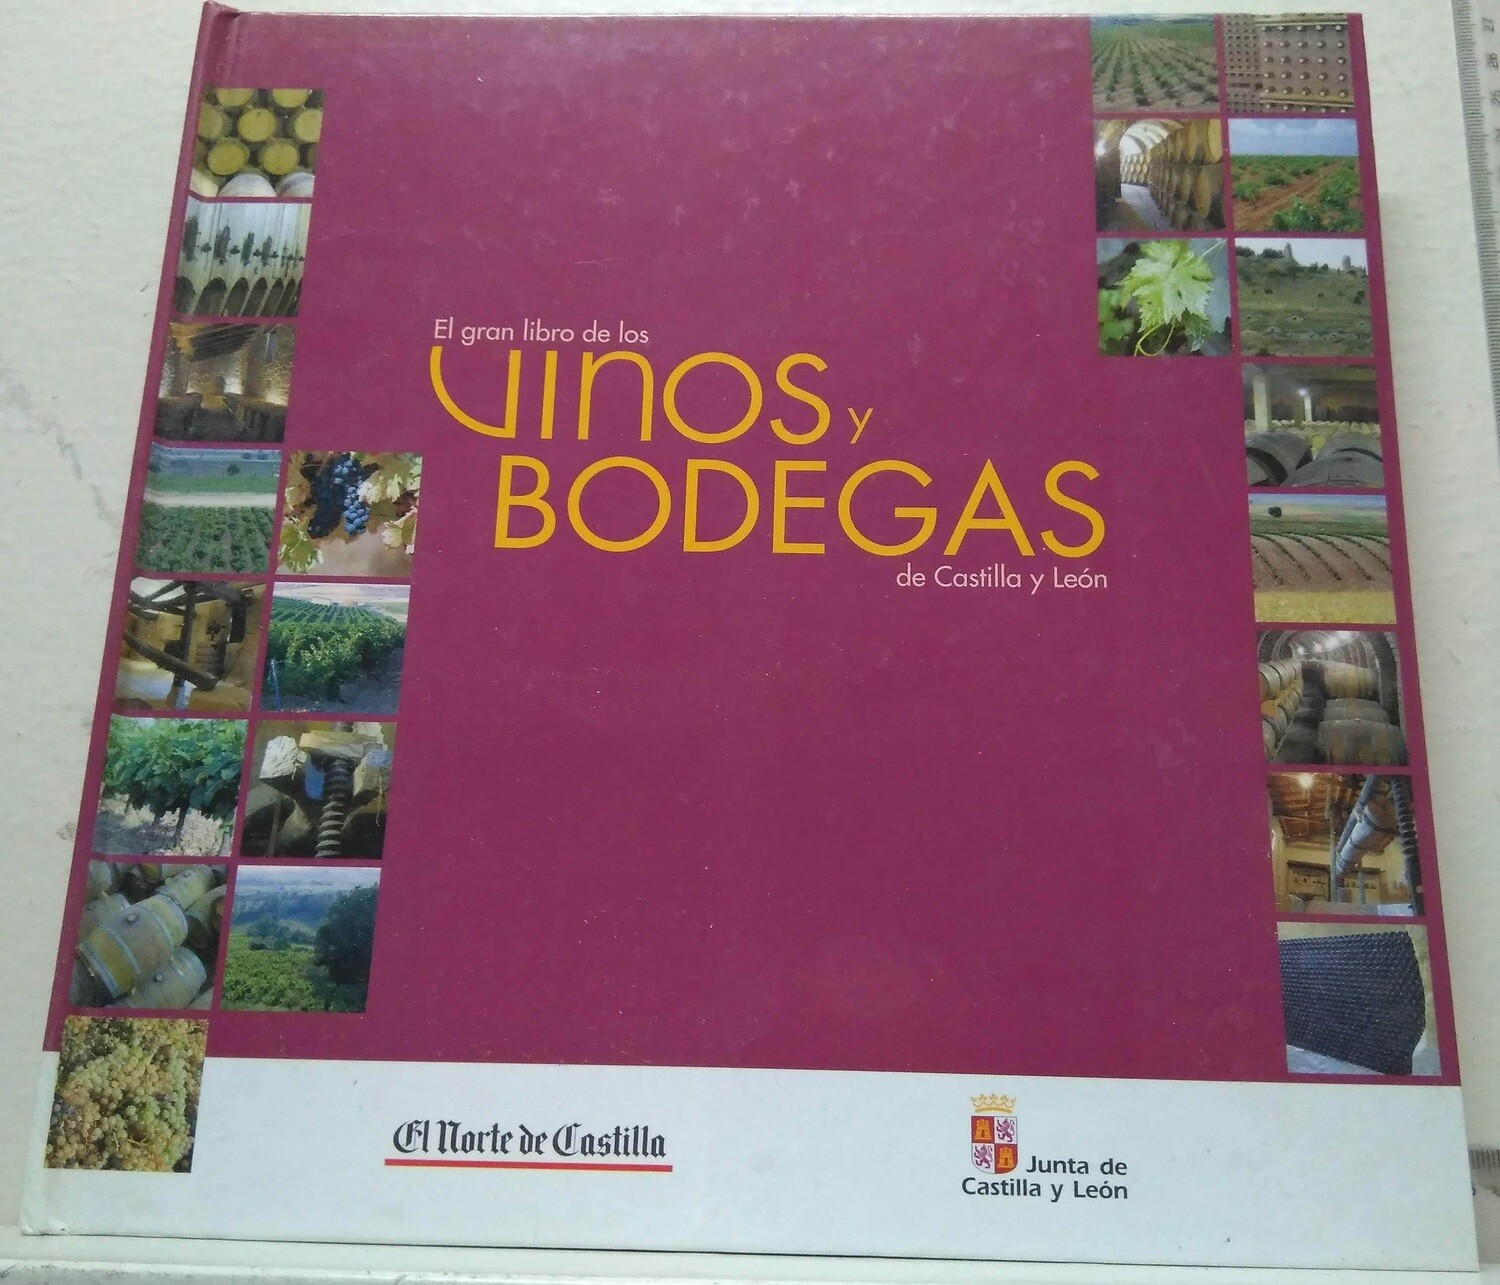 El gran libro de los
Vinos y
BODEGAS
de Castilla y León
El Norte de Castilla
Junta de
Castilla y León